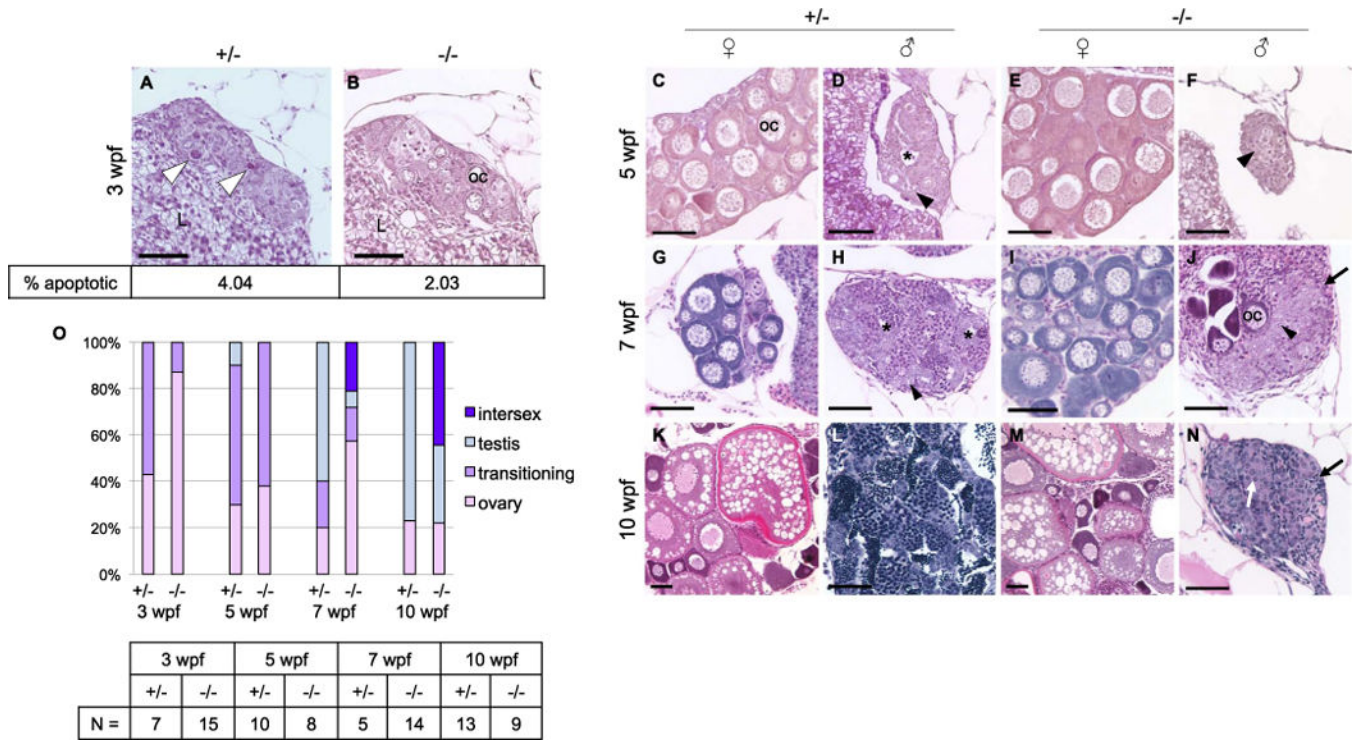 +/- -/-
♀ ♂ ♀ ♂
+/- -/-
A B
3 wpf
L L oc
% apoptotic 4.04 2.03
C D E F
5 wpf
oc * 
G H I J
7 wpf
* * oc
K L M N
10 wpf
O
100%
80%
60%
40%
20%
0%
intersex
testis
transitioning
ovary
+/- -/- +/- -/- +/- -/- +/- -/-
3 wpf 5 wpf 7 wpf 10 wpf
3 wpf 5 wpf 7 wpf 10 wpf
+/- -/- +/- -/- +/- -/- +/- -/-
N = 7 15 10 8 5 14 13 9